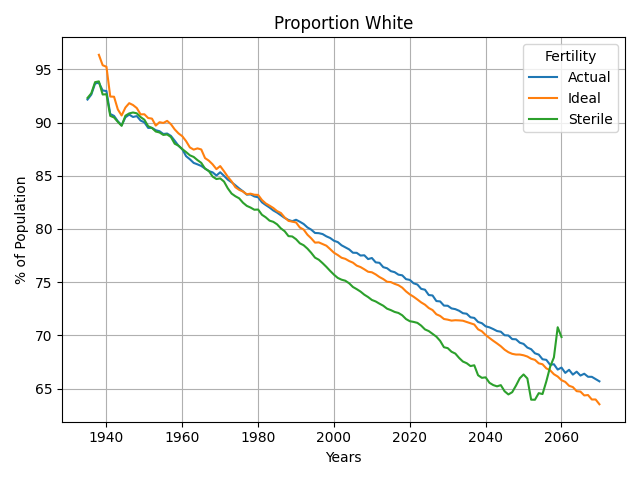 Proportion White
Fertility
Actual
Ideal
Sterile
% of Population
95
90
85
80
75
70
65
1940
1960
1980
2000
2020
2040
2060
Years